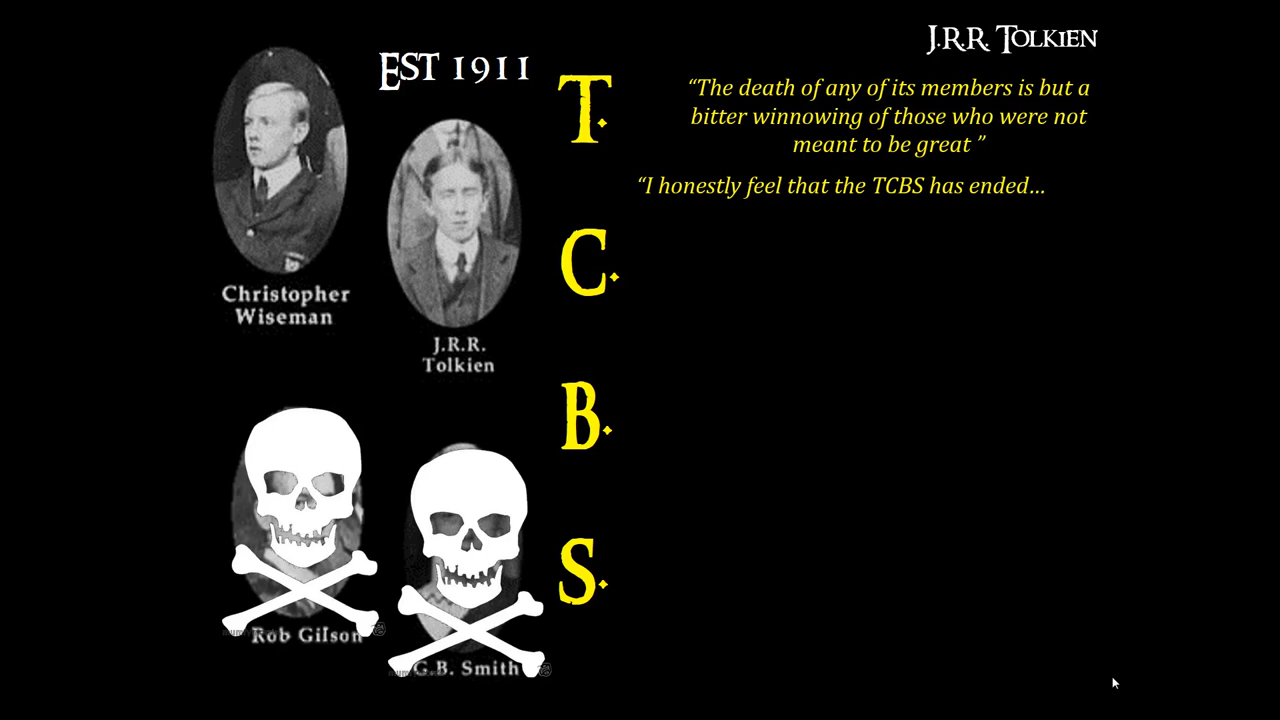 J.R.R. Tolkien
Est 1911
T.
C.
B.
S.
“The death of any of its members is but a
bitter winnowing of those who were not
meant to be great ”
“I honestly feel that the TCBS has ended…
Christopher
Wiseman
J.R.R.
Tolkien
Rob Gilson
G.B. Smith